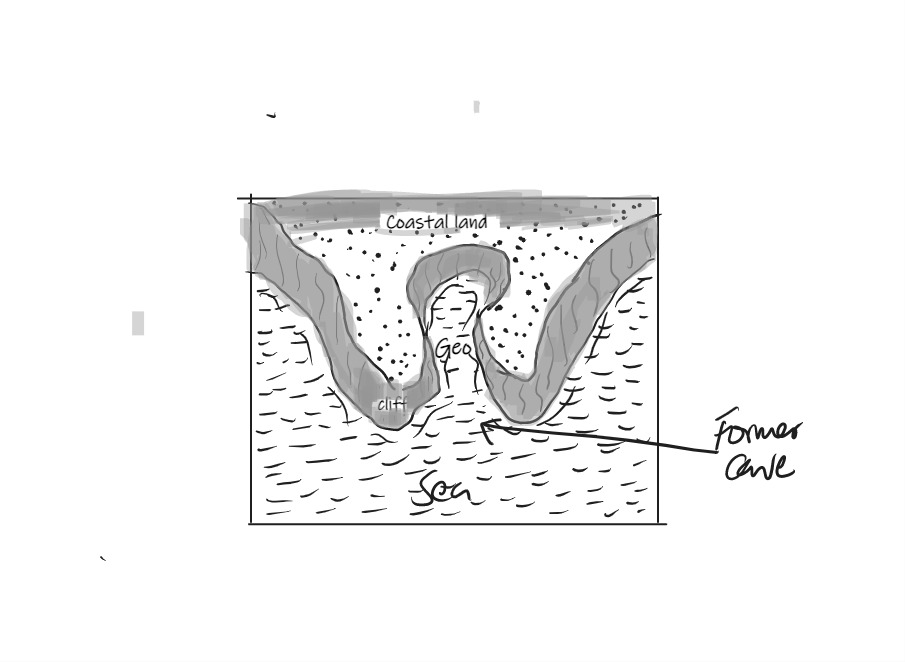 Coastal land
Geo
cliff
Former
Cave
Sea